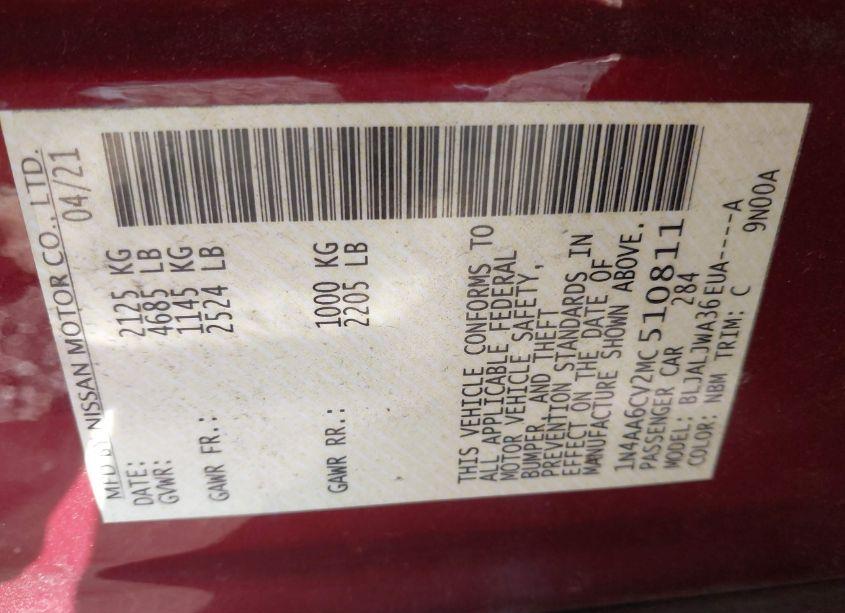 MFD BY NISSAN MOTOR CO., LTD.
DATE: 04/21
GVWR: 2125 KG
4685 LB
GAWR FR.: 1145 KG
2524 LB
GAWR RR.: 1000 KG
2205 LB
THIS VEHICLE CONFORMS TO
ALL APPLICABLE FEDERAL
MOTOR VEHICLE SAFETY,
BUMPER, AND THEFT
PREVENTION STANDARDS IN
EFFECT ON THE DATE OF
MANUFACTURE SHOWN ABOVE.
1N4AA6CV2MC510811
PASSENGER CAR 284
MODEL: BLJALJWA36EUA----A
COLOR: NBM TRIM: C 9N00A